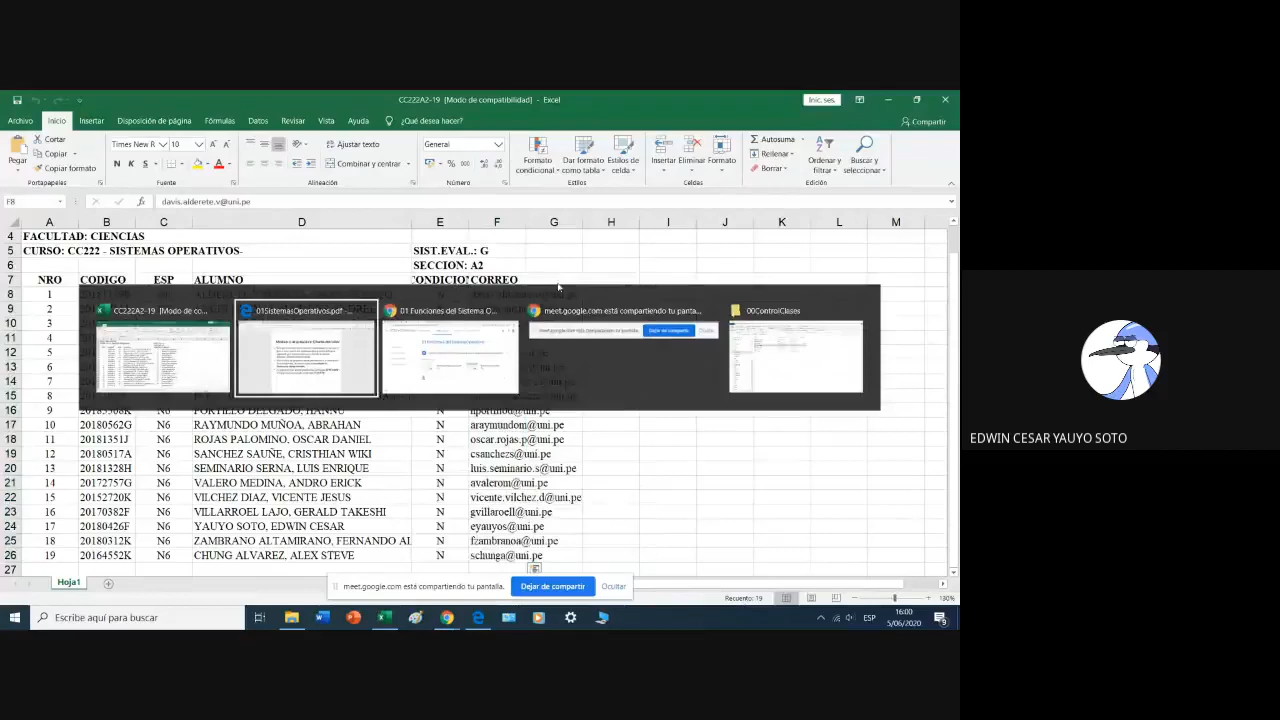 CC222A2-19 [Modo de compatibilidad] - Excel
Inic. ses.
Archivo Inicio Insertar Disposición de página Fórmulas Datos Revisar Vista Ayuda ¿Qué desea hacer? Compartir
Pegar
Cortar
Copiar
Copiar formato
Portapapeles
Times New R 10
N K S
Fuente
Ajustar texto
Combinar y centrar
Alineación
General
% 000
Número
Formato condicional
Dar formato como tabla
Estilos de celda
Estilos
Insertar Eliminar Formato
Celdas
Autosuma
Rellenar
Borrar
Ordenar y filtrar
Buscar y seleccionar
Edición
F8 davis.alderete.v@uni.pe
A B C D E F G H I J K L M
4 FACULTAD: CIENCIAS
5 CURSO: CC222 - SISTEMAS OPERATIVOS- SIST.EVAL.: G
6 SECCION: A2
7 NRO CODIGO ESP ALUMNO CONDICIO CORREO
8 1
CC222A2-19 [Modo de co...
01SistemasOperativos.pdf -...
01 Funciones del Sistema O...
meet.google.com está compartiendo tu panta...
00ControlClases
9 2
10 3
16 9 N6 PORTILLO DELGADO, HANNU N
17 10 20180562G N6 RAYMUNDO MUÑOA, ABRAHAN N araymundom@uni.pe
18 11 20181351J N6 ROJAS PALOMINO, OSCAR DANIEL N oscar.rojas.p@uni.pe
19 12 20180517A N6 SANCHEZ SAUÑE, CRISTHIAN WIKI N csanchezs@uni.pe
20 13 20181328H N6 SEMINARIO SERNA, LUIS ENRIQUE N luis.seminario.s@uni.pe
21 14 20172757G N6 VALERO MEDINA, ANDRO ERICK N avalerom@uni.pe
22 15 20152720K N6 VILCHEZ DIAZ, VICENTE JESUS N vicente.vilchez.d@uni.pe
23 16 20170382F N6 VILLARROEL LAJO, GERALD TAKESHI N gvillaroell@uni.pe
24 17 20180426F N6 YAUYO SOTO, EDWIN CESAR N eyayuos@uni.pe
25 18 20180312K N6 ZAMBRANO ALTAMIRANO, FERNANDO AL N fzambranoa@uni.pe
26 19 20164552K N6 CHUNG ALVAREZ, ALEX STEVE N schunga@uni.pe
27
Hoja1
meet.google.com está compartiendo tu pantalla. Dejar de compartir Ocultar
Recuento: 19 130%
Escribe aquí para buscar
ESP
16:00
5/06/2020
EDWIN CESAR YAUYO SOTO